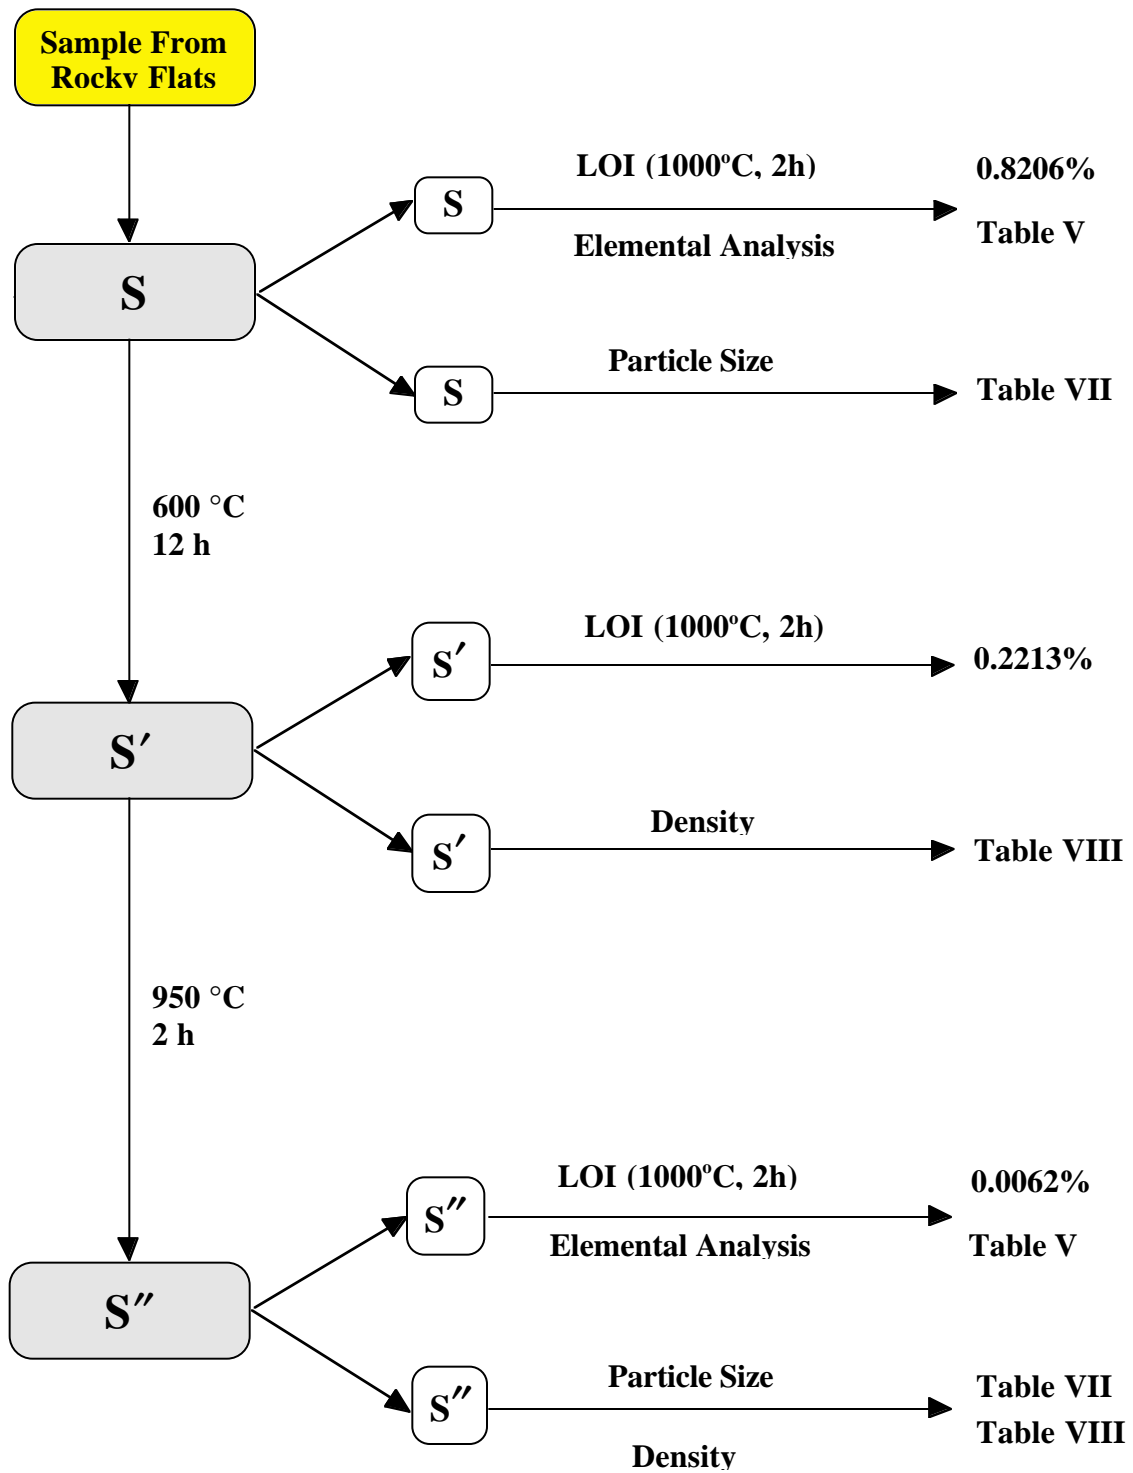 Sample From
Rocky Flats
S
S
LOI (1000ºC, 2h)
0.8206%
Elemental Analysis
Table V
S
Particle Size
Table VII
600 °C
12 h
S′
S′
LOI (1000ºC, 2h)
0.2213%
S′
Density
Table VIII
950 °C
2 h
S″
S″
LOI (1000ºC, 2h)
0.0062%
Elemental Analysis
Table V
S″
Particle Size
Table VII
Density
Table VIII